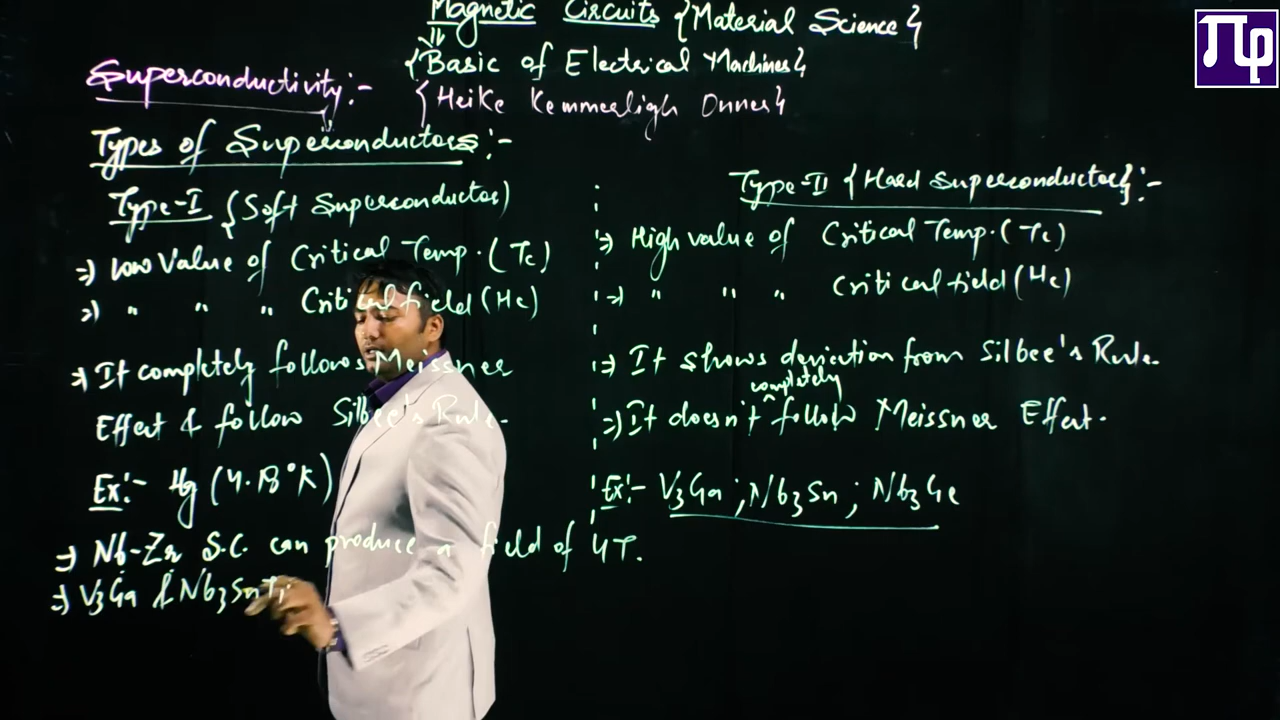 Magnetic Circuits {Material Science}
{Basic of Electrical Machines}
Superconductivity:-
{Heike Kemmerligh Onnes}
Types of Superconductors:-
Type-I {Soft Superconductor)
=) Low Value of Critical Temp. (Tc)
=) " " " Critical field (Hc)
=) It completely follows Meissner
Effect & follow Silbee's Rule.
Ex:- Hg (4.18°K)
Type-II {Hard Superconductor}:-
=) High value of Critical Temp. (Tc)
=) " " " Critical field (Hc)
=) It shows deviation from Silbee's Rule.
=) It doesn't completely follow Meissner Effect.
Ex:- V3Ga ; Nb3Sn ; Nb3Ge
=) Nb-Zr S.C. can produce a field of 4T.
=) V3Ga & Nb3Sn
πφ